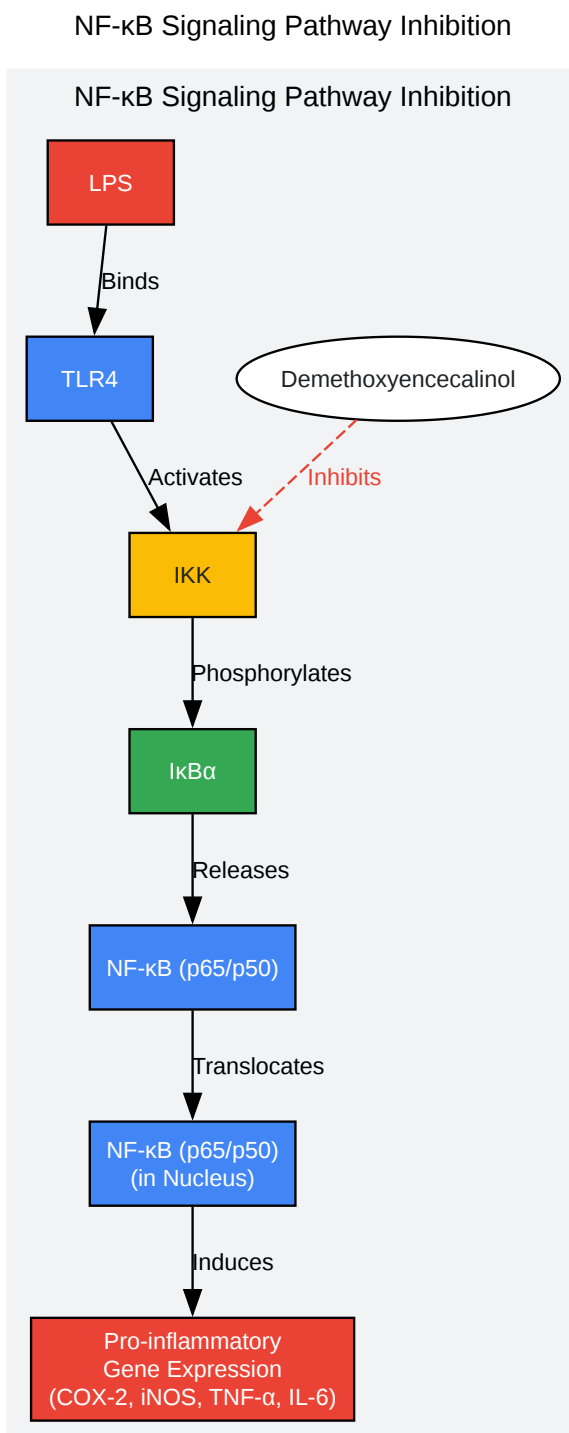 NF-κB Signaling Pathway Inhibition
NF-κB Signaling Pathway Inhibition
LPS
Binds
TLR4
Demethoxyencecalinol
Activates
Inhibits
IKK
Phosphorylates
IκBα
Releases
NF-κB (p65/p50)
Translocates
NF-κB (p65/p50)
(in Nucleus)
Induces
Pro-inflammatory
Gene Expression
(COX-2, iNOS, TNF-α, IL-6)